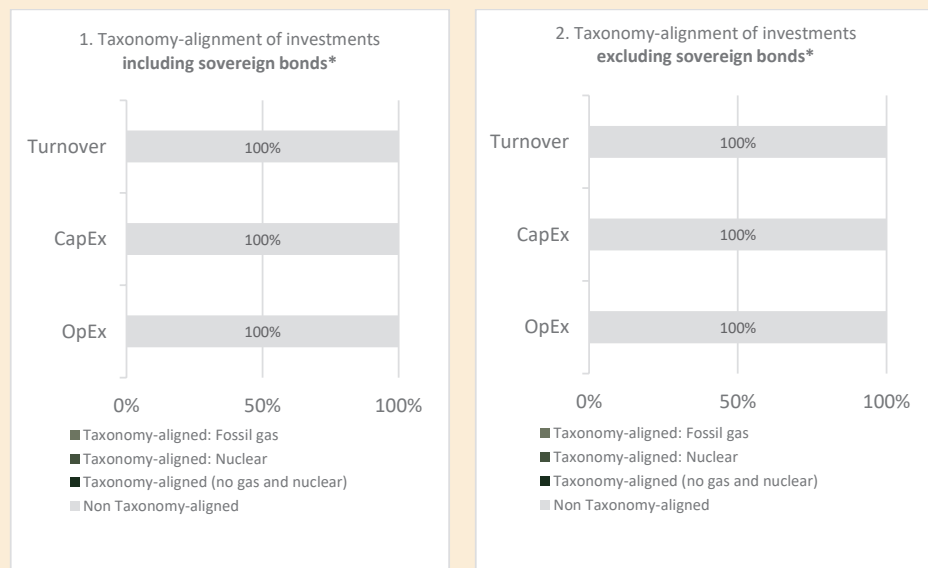 1. Taxonomy-alignment of investments
including sovereign bonds*
Turnover
100%
CapEx
100%
OpEx
100%
0%
50%
100%
Taxonomy-aligned: Fossil gas
Taxonomy-aligned: Nuclear
Taxonomy-aligned (no gas and nuclear)
Non Taxonomy-aligned
2. Taxonomy-alignment of investments
excluding sovereign bonds*
Turnover
100%
CapEx
100%
OpEx
100%
0%
50%
100%
Taxonomy-aligned: Fossil gas
Taxonomy-aligned: Nuclear
Taxonomy-aligned (no gas and nuclear)
Non Taxonomy-aligned